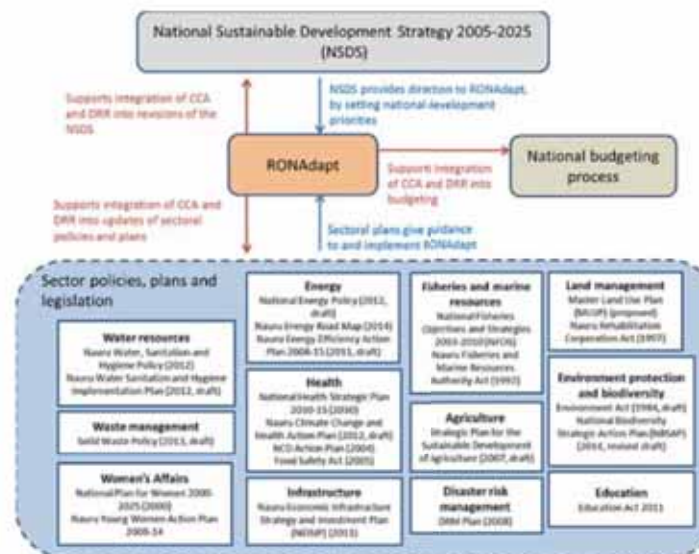 National Sustainable Development Strategy 2005-2025
(NSDS)
Supports integration of CCA
and DRR into revisions of the
NSDS
NSDS provides direction to RONAdapt,
by setting national development
priorities
RONAdapt
National budgeting
process
Supports integration
of CCA and DRR into
budgeting
Supports integration of CCA and
DRR into updates of sectoral
policies and plans
Sectoral plans give guidance
to and implement RONAdapt
Sector policies, plans and
legislation
Water resources
Nauru Water, Sanitation and
Hygiene Policy (2012)
Nauru Water Sanitation and Hygiene
Implementation Plan (2012, draft)
Waste management
Solid Waste Policy (2013, draft)
Women's Affairs
National Plan for Women 2000-
2025 (2000)
Nauru Young Women Action Plan
2009-14
Energy
National Energy Policy (2012,
draft)
Nauru Energy Road Map (2014)
Nauru Energy Efficiency Action
Plan 2008-15 (2011, draft)
Health
National Health Strategic Plan
2010-15 (2010)
Nauru Climate Change and
Health Action Plan (2012, draft)
NCD Action Plan (2004)
Food Safety Act (2005)
Infrastructure
Nauru Economic Infrastructure
Strategy and Investment Plan
(NEISIP) (2011)
Fisheries and marine
resources
National Fisheries
Objectives and Strategies
Nauru Fisheries and
Marine Resources
Authority Act (1997)
Agriculture
Strategic Plan for the
Sustainable Development
of Agriculture (2007, draft)
Disaster risk
management
DRM Plan (2008)
Land management
Master Land Use Plan
(MLUP) (proposed)
Nauru Rehabilitation
Corporation Act (1997)
Environment protection
and biodiversity
Environment Act (draft)
National Biodiversity
Strategic Action Plan (NBSAP)
(2014, revised draft)
Education
Education Act 2011